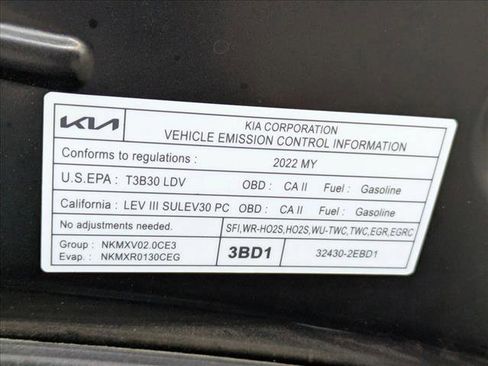 KIA
KIA CORPORATION
VEHICLE EMISSION CONTROL INFORMATION
Conforms to regulations : 2022 MY
U.S.EPA : T3B30 LDV OBD : CA II Fuel : Gasoline
California : LEV III SULEV30 PC OBD : CA II Fuel : Gasoline
No adjustments needed. SFI,WR-HO2S,HO2S,WU-TWC,TWC,EGR,EGRC
Group : NKMXV02.0CE3
Evap. : NKMXR0130CEG
3BD1
32430-2EBD1